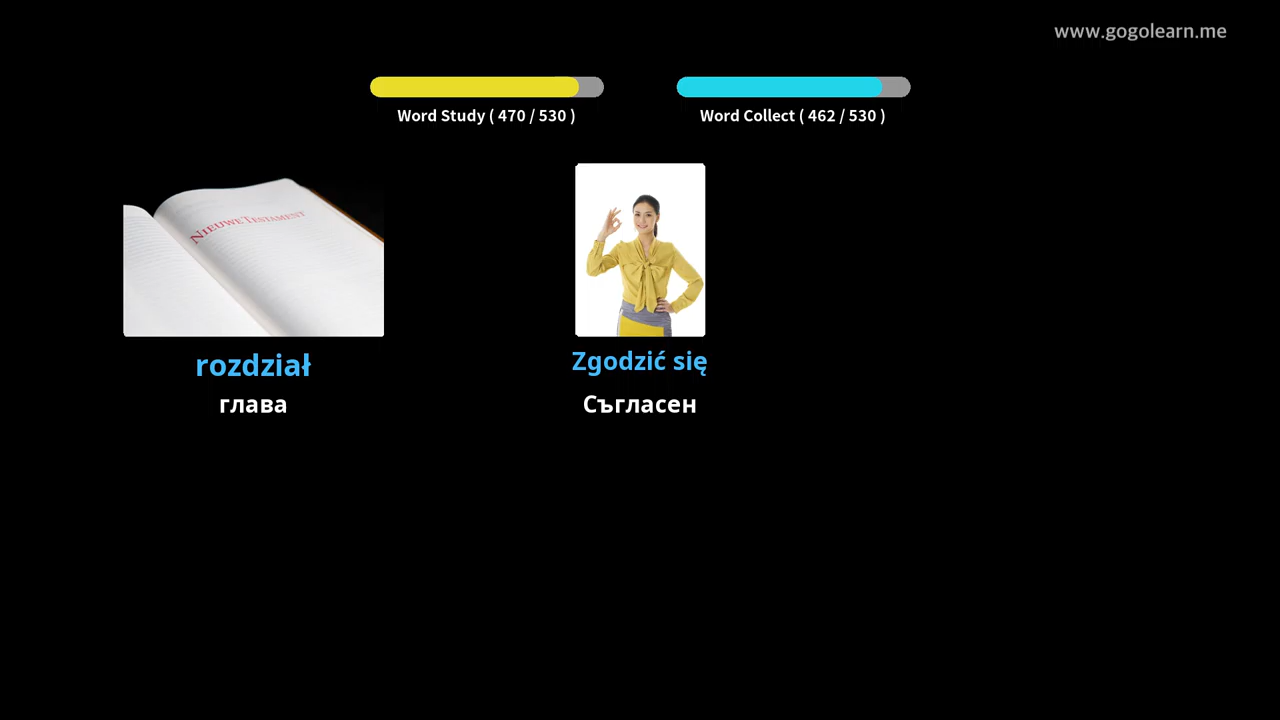 www.gogolearn.me
Word Study ( 470 / 530 )
Word Collect ( 462 / 530 )
NIEUWE TESTAMENT
rozdział
глава
Zgodzić się
Съгласен